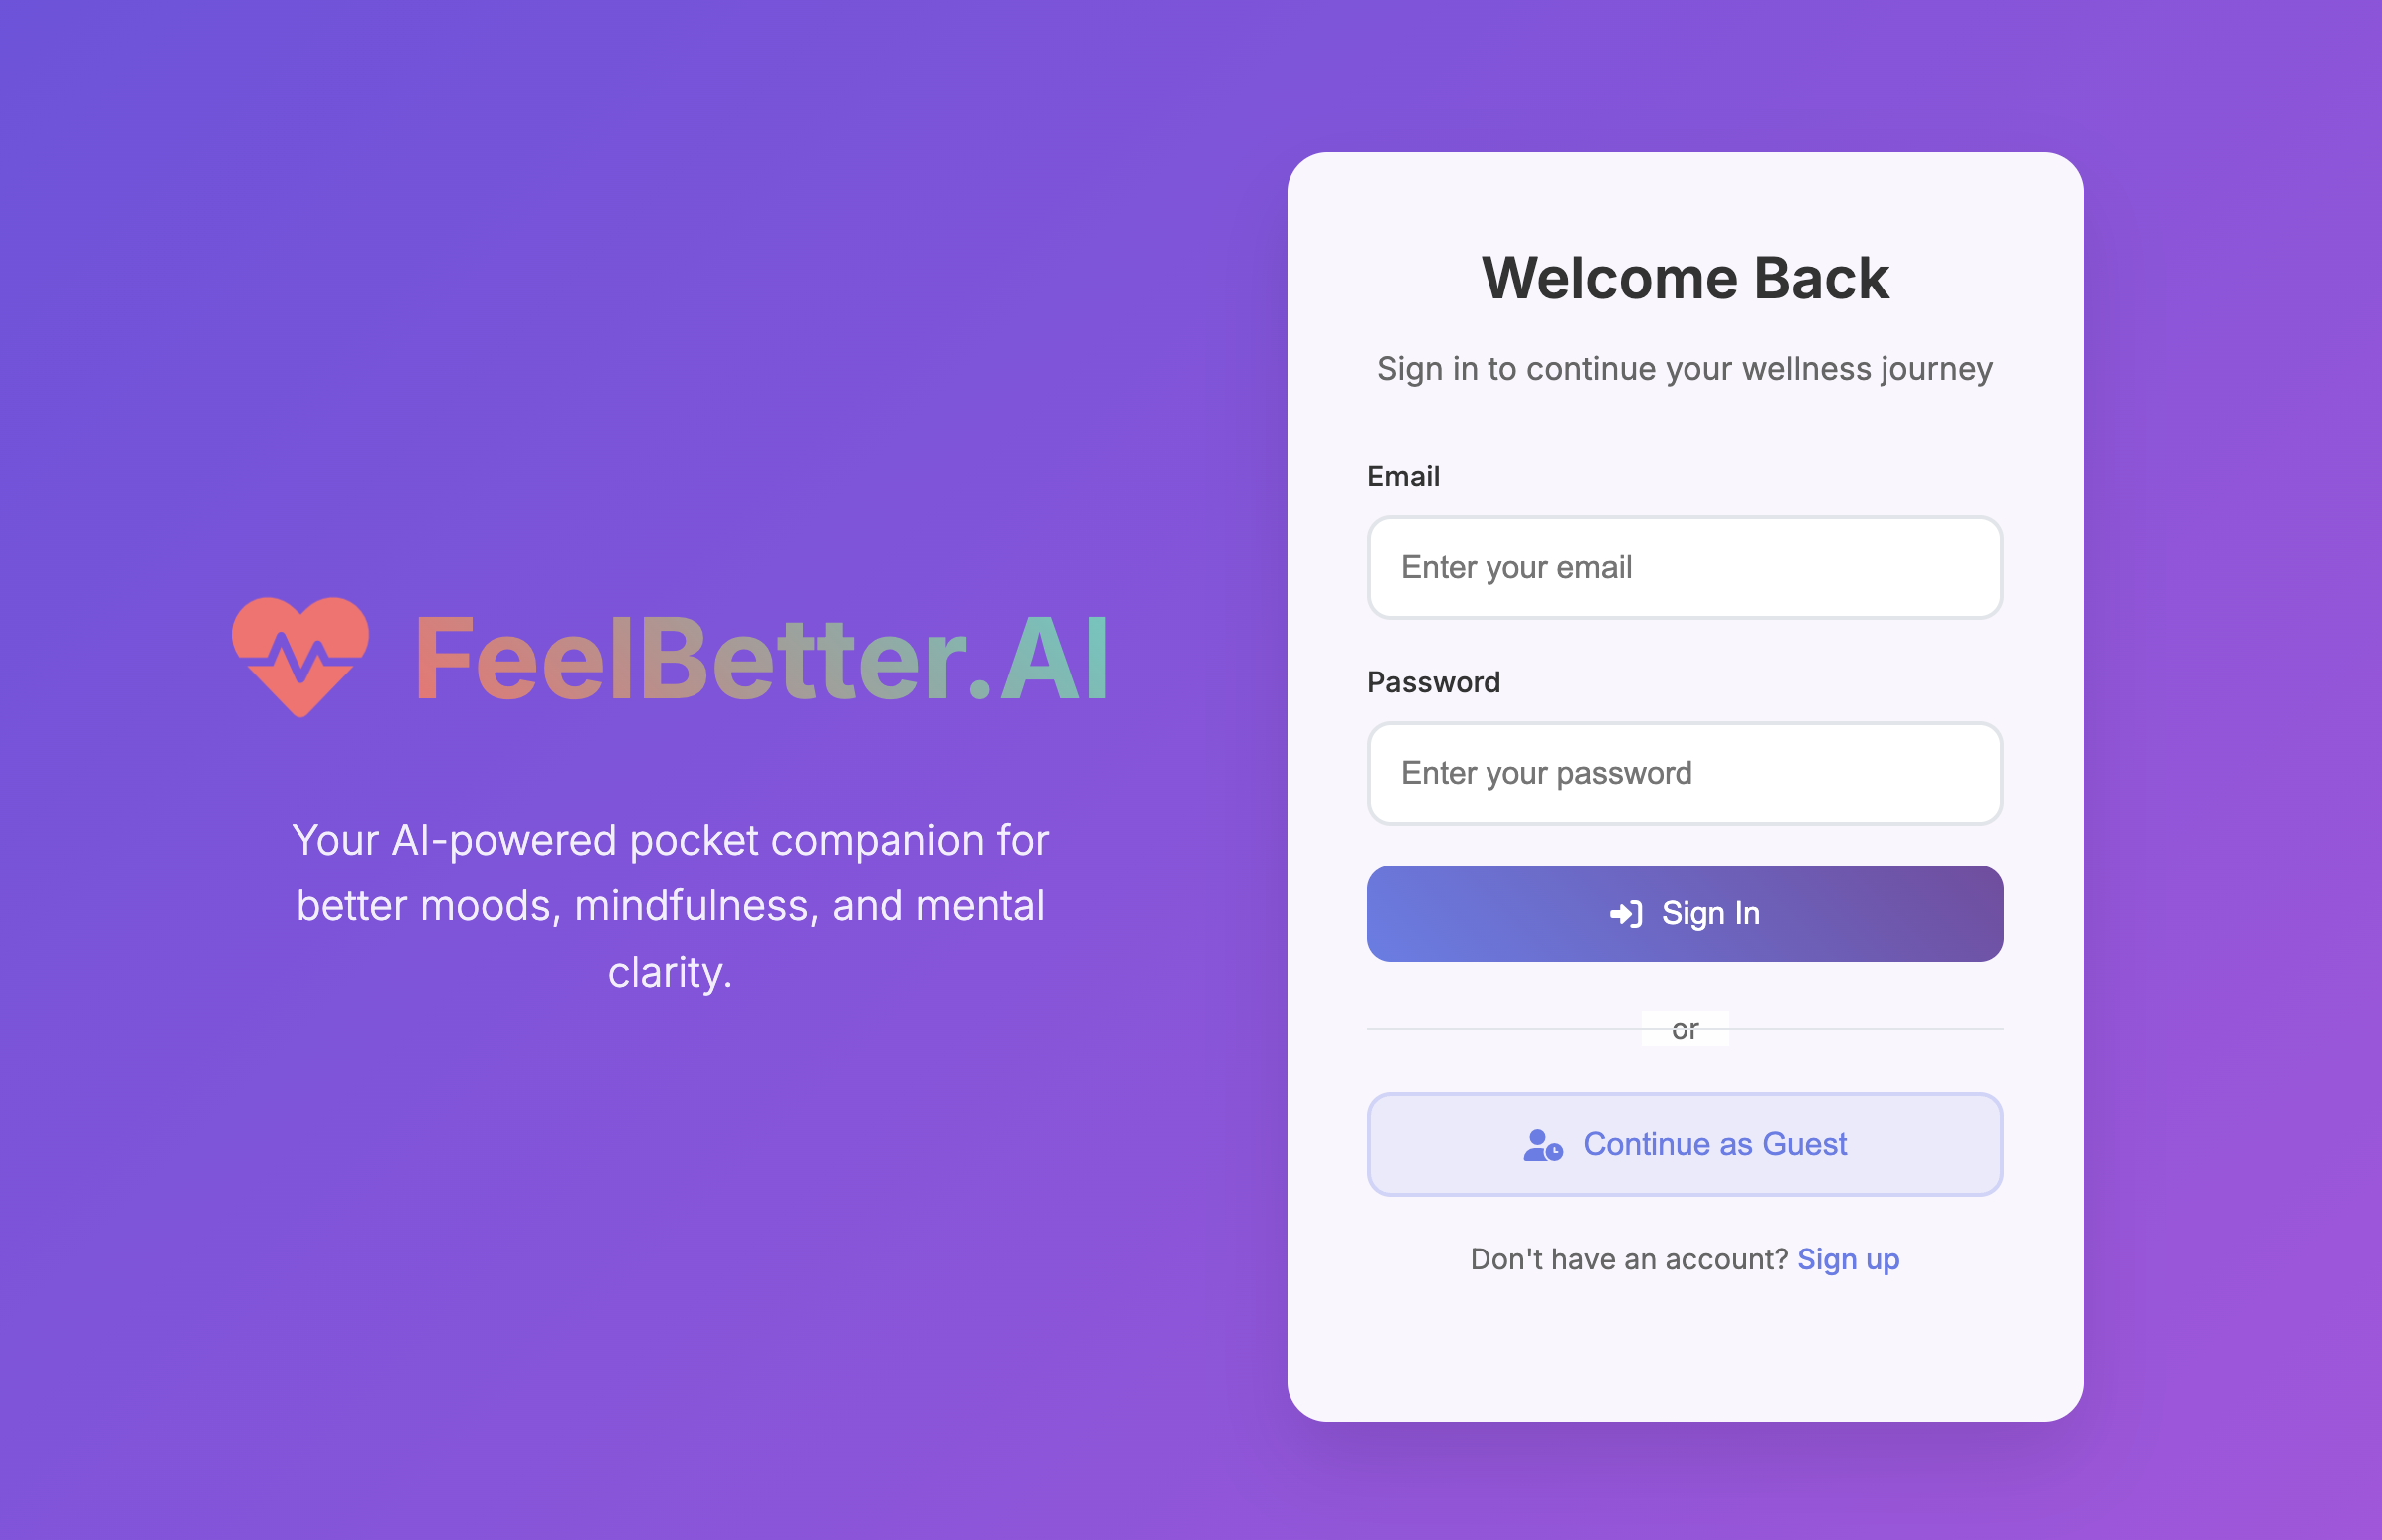 FeelBetter.AI
Your AI-powered pocket companion for
better moods, mindfulness, and mental
clarity.
Welcome Back
Sign in to continue your wellness journey
Email
Enter your email
Password
Enter your password
Sign In
or
Continue as Guest
Don't have an account? Sign up